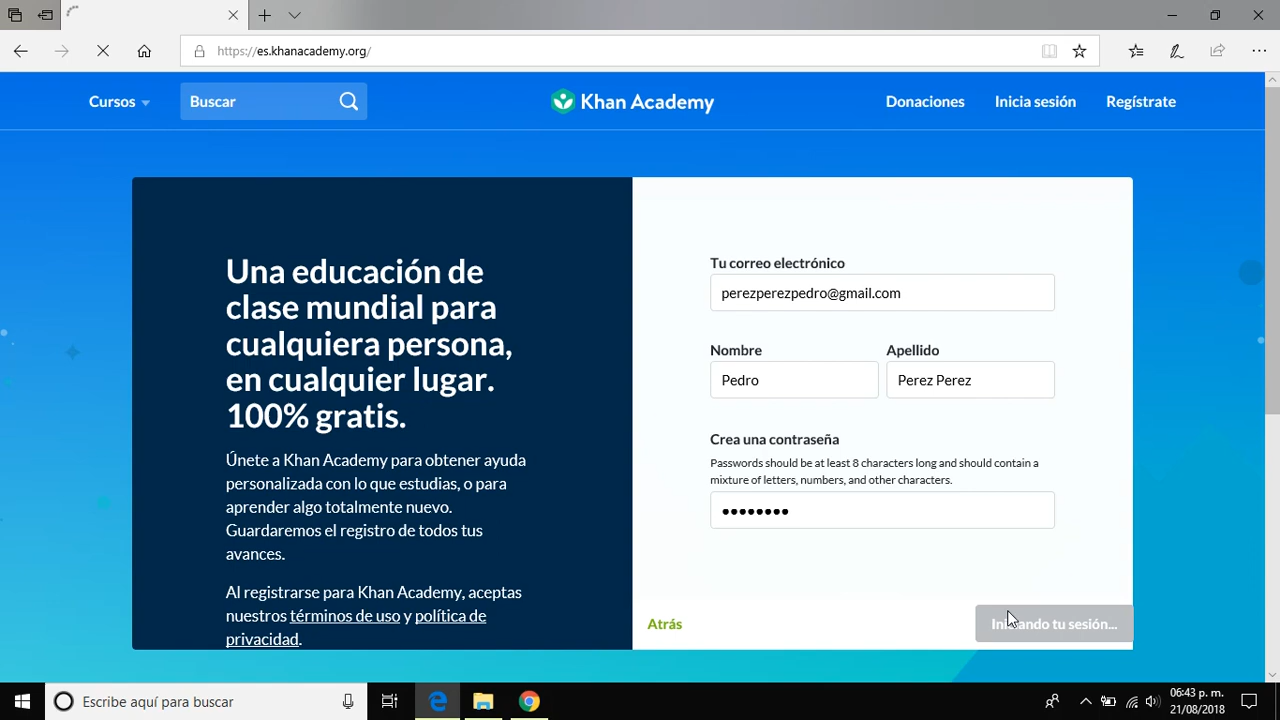 https://es.khanacademy.org/
Cursos
Buscar
Khan Academy
Donaciones
Inicia sesión
Regístrate
Una educación de
clase mundial para
cualquiera persona,
en cualquier lugar.
100% gratis.
Únete a Khan Academy para obtener ayuda
personalizada con lo que estudias, o para
aprender algo totalmente nuevo.
Guardaremos el registro de todos tus
avances.
Al registrarse para Khan Academy, aceptas
nuestros términos de uso y política de
privacidad.
Tu correo electrónico
perezperezpedro@gmail.com
Nombre
Apellido
Pedro
Perez Perez
Crea una contraseña
Passwords should be at least 8 characters long and should contain a
mixture of letters, numbers, and other characters.
••••••••
Atrás
Iniciando tu sesión...
Escribe aquí para buscar
06:43 p. m.
21/08/2018